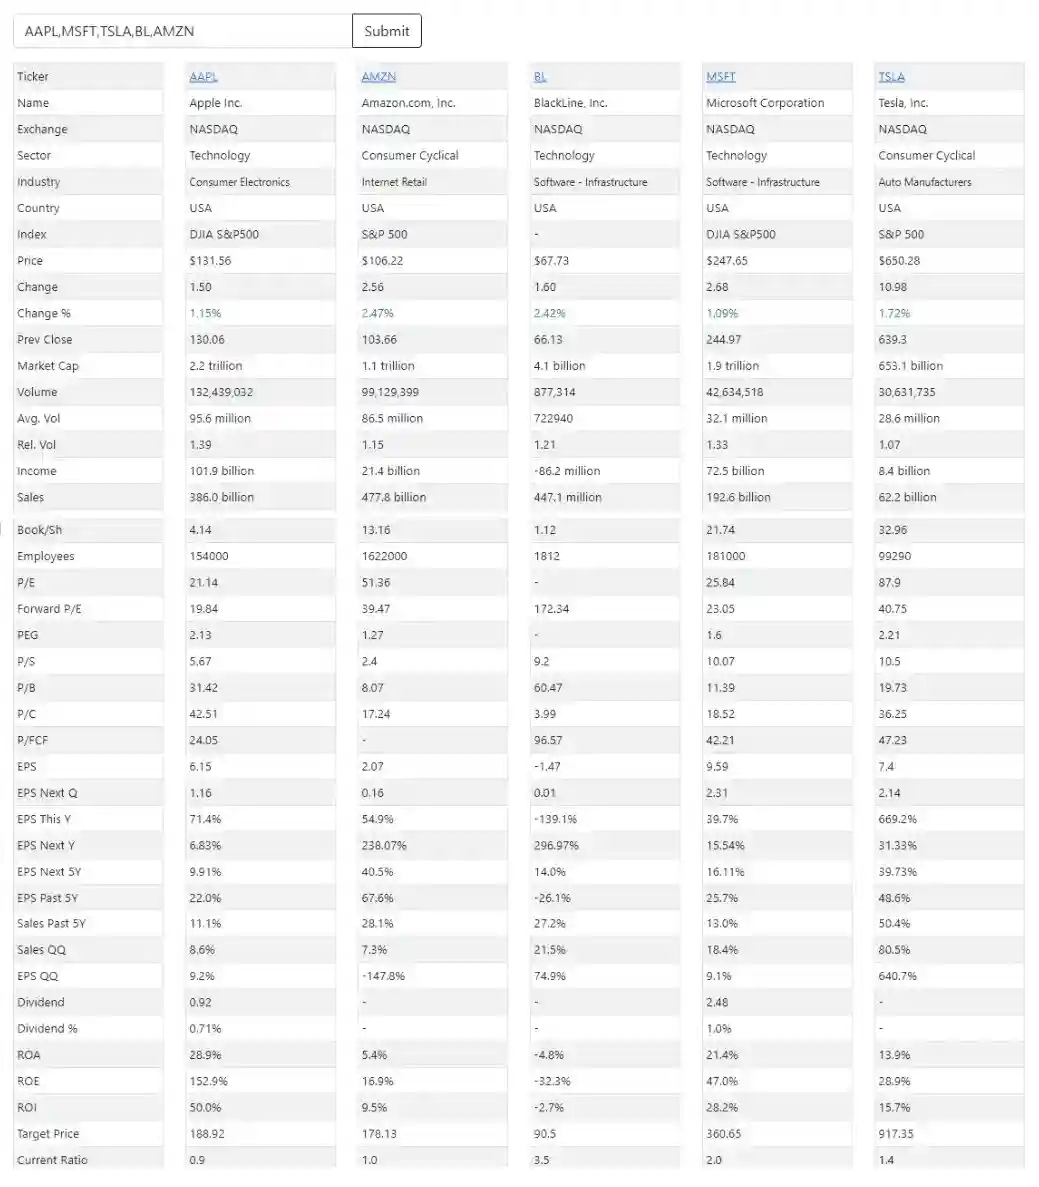 AAPL,MSFT,TSLA,BL,AMZN Submit
Ticker AAPL AMZN BL MSFT TSLA
Name Apple Inc. Amazon.com, Inc. BlackLine, Inc. Microsoft Corporation Tesla, Inc.
Exchange NASDAQ NASDAQ NASDAQ NASDAQ NASDAQ
Sector Technology Consumer Cyclical Technology Technology Consumer Cyclical
Industry Consumer Electronics Internet Retail Software - Infrastructure Software - Infrastructure Auto Manufacturers
Country USA USA USA USA USA
Index DJIA S&P500 S&P 500 - DJIA S&P500 S&P 500
Price $131.56 $106.22 $67.73 $247.65 $650.28
Change 1.50 2.56 1.60 2.68 10.98
Change % 1.15% 2.47% 2.42% 1.09% 1.72%
Prev Close 130.06 103.66 66.13 244.97 639.3
Market Cap 2.2 trillion 1.1 trillion 4.1 billion 1.9 trillion 653.1 billion
Volume 132,439,032 99,129,399 877,314 42,634,518 30,631,735
Avg. Vol 95.6 million 86.5 million 722940 32.1 million 28.6 million
Rel. Vol 1.39 1.15 1.21 1.33 1.07
Income 101.9 billion 21.4 billion -86.2 million 72.5 billion 8.4 billion
Sales 386.0 billion 477.8 billion 447.1 million 192.6 billion 62.2 billion
Book/Sh 4.14 13.16 1.12 21.74 32.96
Employees 154000 1622000 1812 181000 99290
P/E 21.14 51.36 - 25.84 87.9
Forward P/E 19.84 39.47 172.34 23.05 40.75
PEG 2.13 1.27 - 1.6 2.21
P/S 5.67 2.4 9.2 10.07 10.5
P/B 31.42 8.07 60.47 11.39 19.73
P/C 42.51 17.24 3.99 18.52 36.25
P/FCF 24.05 - 96.57 42.21 47.23
EPS 6.15 2.07 -1.47 9.59 7.4
EPS Next Q 1.16 0.16 0.01 2.31 2.14
EPS This Y 71.4% 54.9% -139.1% 39.7% 669.2%
EPS Next Y 6.83% 238.07% 296.97% 15.54% 31.33%
EPS Next 5Y 9.91% 40.5% 14.0% 16.11% 39.73%
EPS Past 5Y 22.0% 67.6% -26.1% 25.7% 48.6%
Sales Past 5Y 11.1% 28.1% 27.2% 13.0% 50.4%
Sales QQ 8.6% 7.3% 21.5% 18.4% 80.5%
EPS QQ 9.2% -147.8% 74.9% 9.1% 640.7%
Dividend 0.92 - - 2.48 -
Dividend % 0.71% - - 1.0% -
ROA 28.9% 5.4% -4.8% 21.4% 13.9%
ROE 152.9% 16.9% -32.3% 47.0% 28.9%
ROI 50.0% 9.5% -2.7% 28.2% 15.7%
Target Price 188.92 178.13 90.5 360.65 917.35
Current Ratio 0.9 1.0 3.5 2.0 1.4